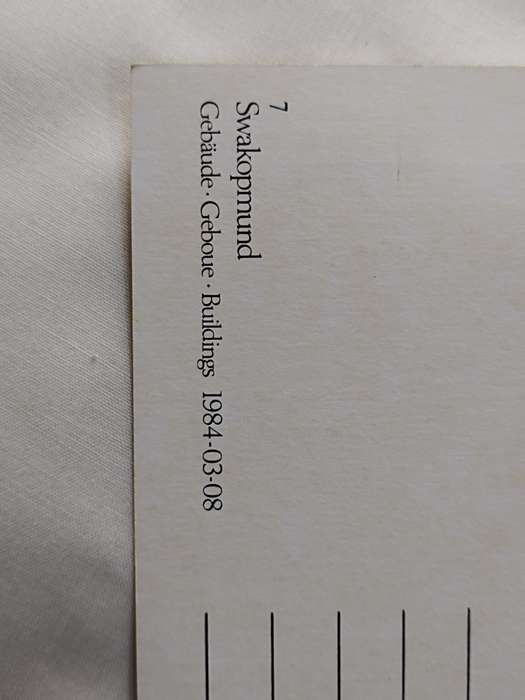 7
Swakopmund
Gebäude · Geboue · Buildings 1984-03-08